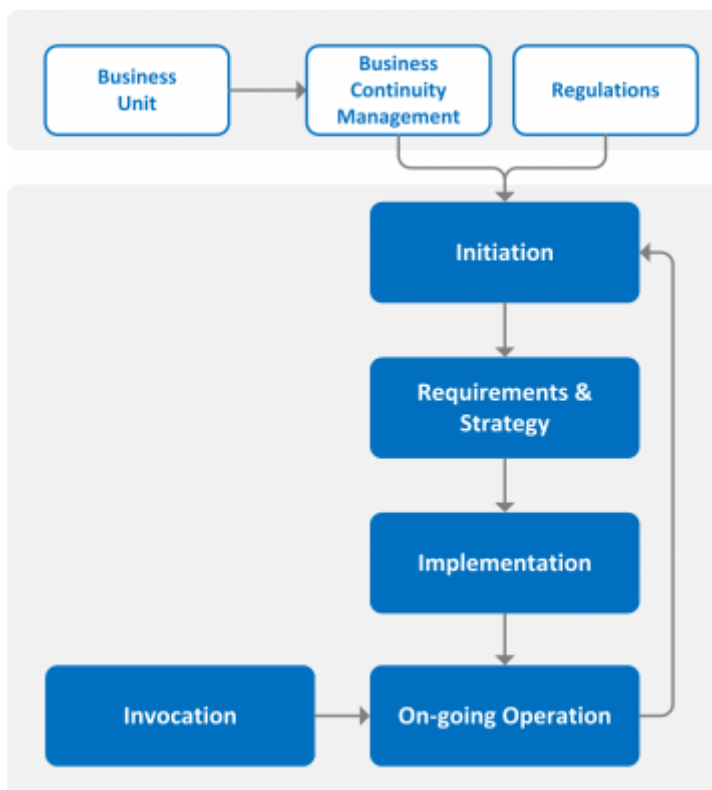 Business
Unit
Business
Continuity
Management
Regulations
Initiation
Requirements &
Strategy
Implementation
Invocation
On-going Operation